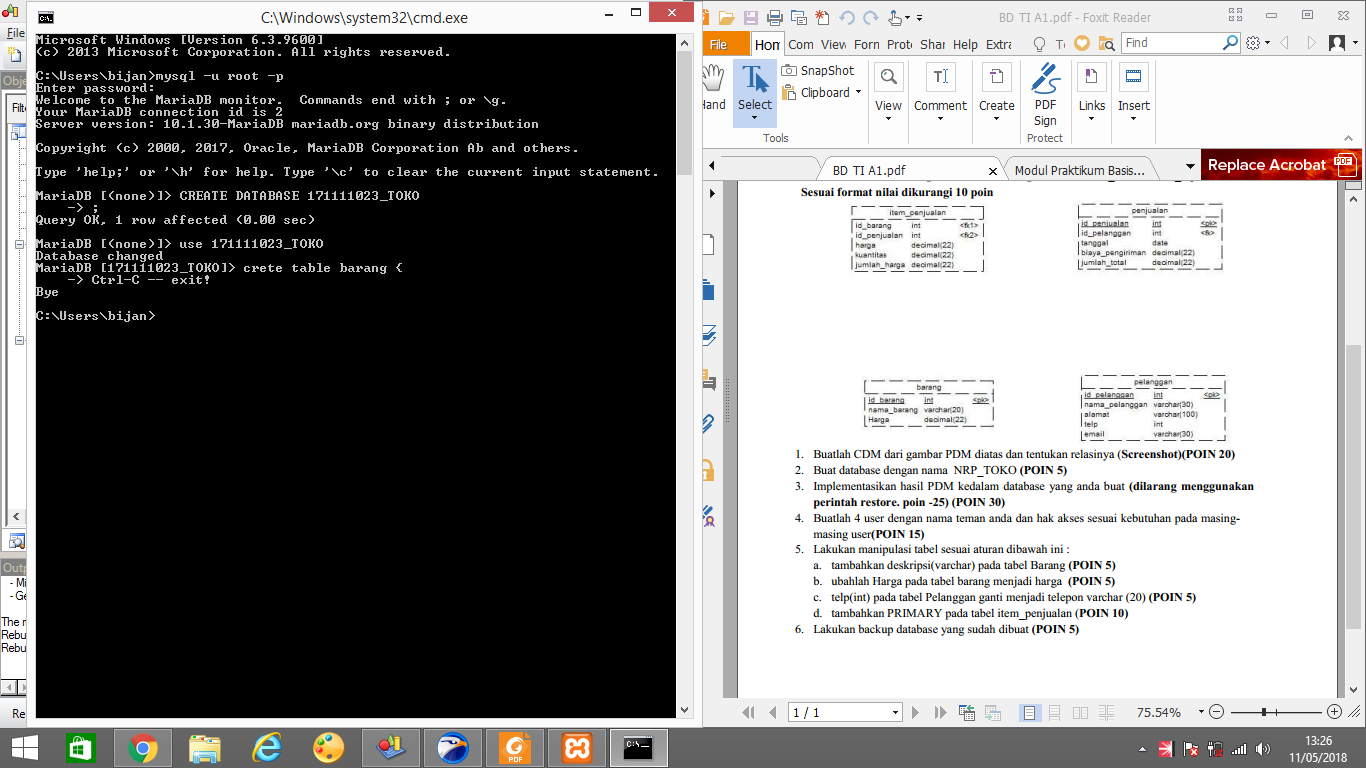 File
Obje
Filte
Outp
- Mi
- Ge
The m
Rebu
Rebu
Re
C:\Windows\system32\cmd.exe
Microsoft Windows [Version 6.3.9600]
(c) 2013 Microsoft Corporation. All rights reserved.
C:\Users\bijan>mysql -u root -p
Enter password:
Welcome to the MariaDB monitor.  Commands end with ; or \g.
Your MariaDB connection id is 2
Server version: 10.1.30-MariaDB mariadb.org binary distribution
Copyright (c) 2000, 2017, Oracle, MariaDB Corporation Ab and others.
Type 'help;' or '\h' for help. Type '\c' to clear the current input statement.
MariaDB [(none)]> CREATE DATABASE 171111023_TOKO
-> ;
Query OK, 1 row affected (0.00 sec)
MariaDB [(none)]> use 171111023_TOKO
Database changed
MariaDB [171111023_TOKO]> crete table barang {
-> Ctrl-C -- exit!
Bye
C:\Users\bijan>
BD TI A1.pdf - Foxit Reader
File Hom Com View Forn Prote Shar Help Extra T Find
Hand Select SnapShot Clipboard View Comment Create PDF Sign Links Insert
Tools Protect
BD TI A1.pdf Modul Praktikum Basis... Replace Acrobat PDF
Sesuai format nilai dikurangi 10 poin
item_penjualan
id_barang int <fk1>
id_penjualan int <fk2>
harga decimal(22)
kuantitas decimal(22)
jumlah_harga decimal(22)
penjualan
id_penjualan int <pk>
id_pelanggan int <fk>
tanggal date
biaya_pengiriman decimal(22)
jumlah_total decimal(22)
barang
id_barang int <pk>
nama_barang varchar(20)
Harga decimal(22)
pelanggan
id_pelanggan int <pk>
nama_pelanggan varchar(30)
alamat varchar(100)
telp int
email varchar(30)
1. Buatlah CDM dari gambar PDM diatas dan tentukan relasinya (Screenshot)(POIN 20)
2. Buat database dengan nama NRP_TOKO (POIN 5)
3. Implementasikan hasil PDM kedalam database yang anda buat (dilarang menggunakan
perintah restore. poin -25) (POIN 30)
4. Buatlah 4 user dengan nama teman anda dan hak akses sesuai kebutuhan pada masing-
masing user(POIN 15)
5. Lakukan manipulasi tabel sesuai aturan dibawah ini :
a. tambahkan deskripsi(varchar) pada tabel Barang (POIN 5)
b. ubahlah Harga pada tabel barang menjadi harga (POIN 5)
c. telp(int) pada tabel Pelanggan ganti menjadi telepon varchar (20) (POIN 5)
d. tambahkan PRIMARY pada tabel item_penjualan (POIN 10)
6. Lakukan backup database yang sudah dibuat (POIN 5)
1 / 1 75.54%
PDF
13:26
11/05/2018